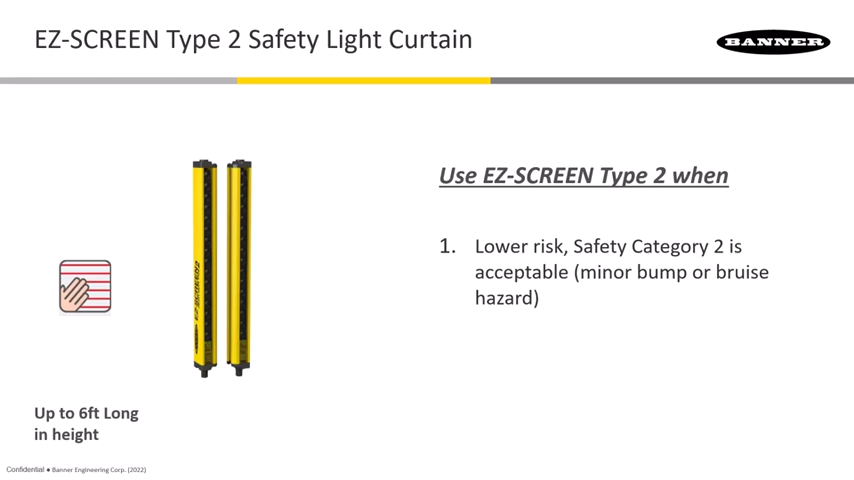 EZ-SCREEN Type 2 Safety Light Curtain
BANNER
Use EZ-SCREEN Type 2 when
1. Lower risk, Safety Category 2 is
acceptable (minor bump or bruise
hazard)
EZ-SCREEN
Up to 6ft Long
in height
Confidential ● Banner Engineering Corp. (2022)